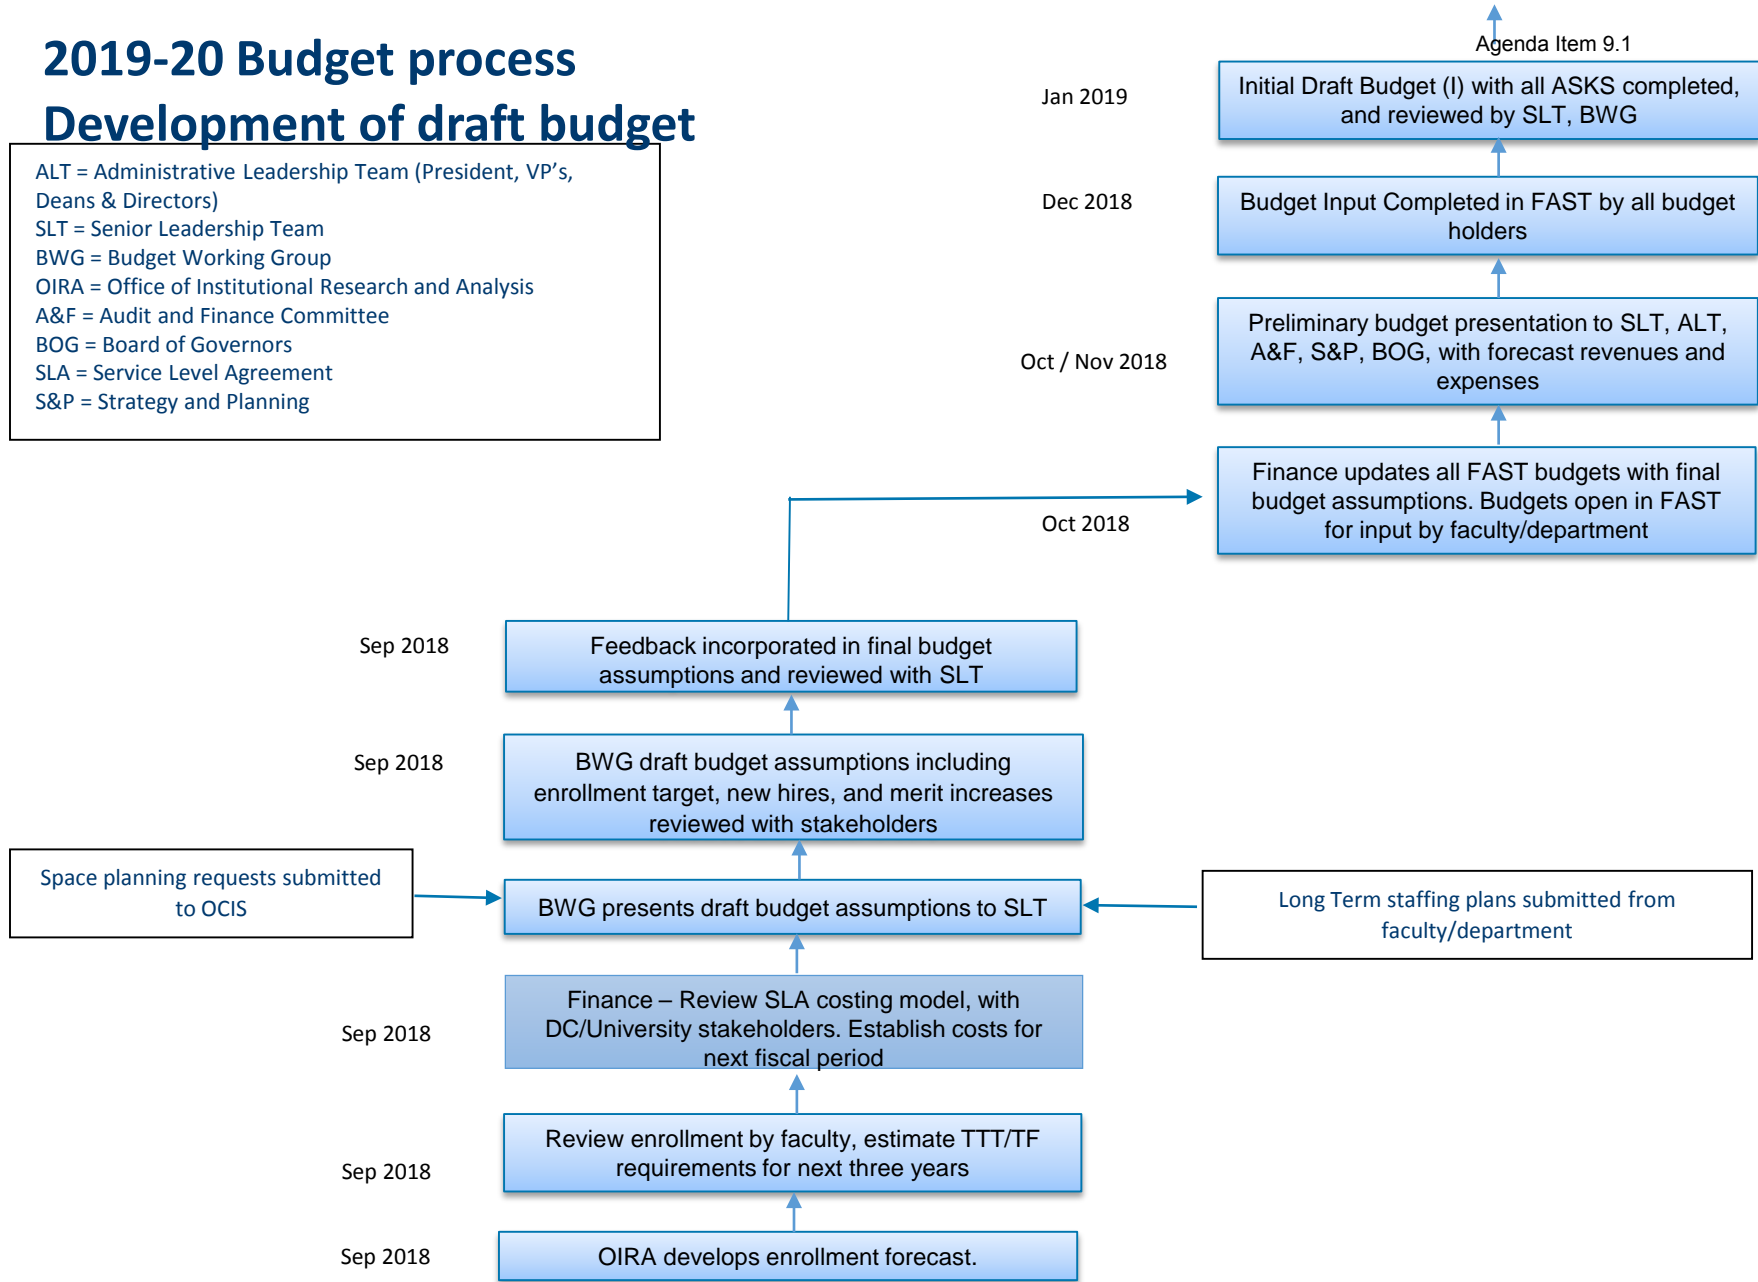 2019-20 Budget process
Development of draft budget
ALT = Administrative Leadership Team (President, VP's,
Deans & Directors)
SLT = Senior Leadership Team
BWG = Budget Working Group
OIRA = Office of Institutional Research and Analysis
A&F = Audit and Finance Committee
BOG = Board of Governors
SLA = Service Level Agreement
S&P = Strategy and Planning
Agenda Item 9.1
Jan 2019
Initial Draft Budget (I) with all ASKS completed,
and reviewed by SLT, BWG
Dec 2018
Budget Input Completed in FAST by all budget
holders
Oct / Nov 2018
Preliminary budget presentation to SLT, ALT,
A&F, S&P, BOG, with forecast revenues and
expenses
Oct 2018
Finance updates all FAST budgets with final
budget assumptions. Budgets open in FAST
for input by faculty/department
Sep 2018
Feedback incorporated in final budget
assumptions and reviewed with SLT
Sep 2018
BWG draft budget assumptions including
enrollment target, new hires, and merit increases
reviewed with stakeholders
Space planning requests submitted
to OCIS
BWG presents draft budget assumptions to SLT
Long Term staffing plans submitted from
faculty/department
Sep 2018
Finance – Review SLA costing model, with
DC/University stakeholders. Establish costs for
next fiscal period
Sep 2018
Review enrollment by faculty, estimate TTT/TF
requirements for next three years
Sep 2018
OIRA develops enrollment forecast.